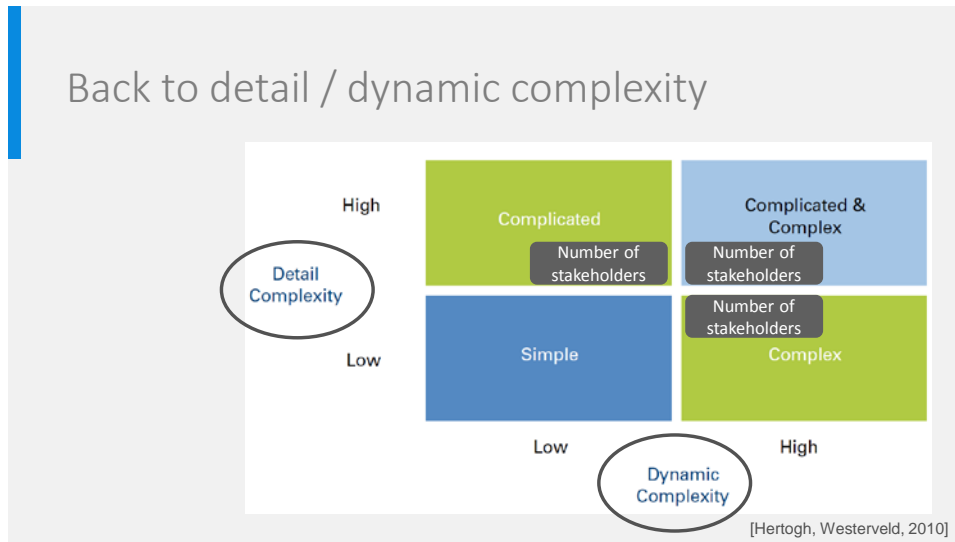 Back to detail / dynamic complexity
High
Complicated
Complicated &
Complex
Number of
stakeholders
Number of
stakeholders
Detail
Complexity
Number of
stakeholders
Low
Simple
Complex
Low
High
Dynamic
Complexity
[Hertogh, Westerveld, 2010]